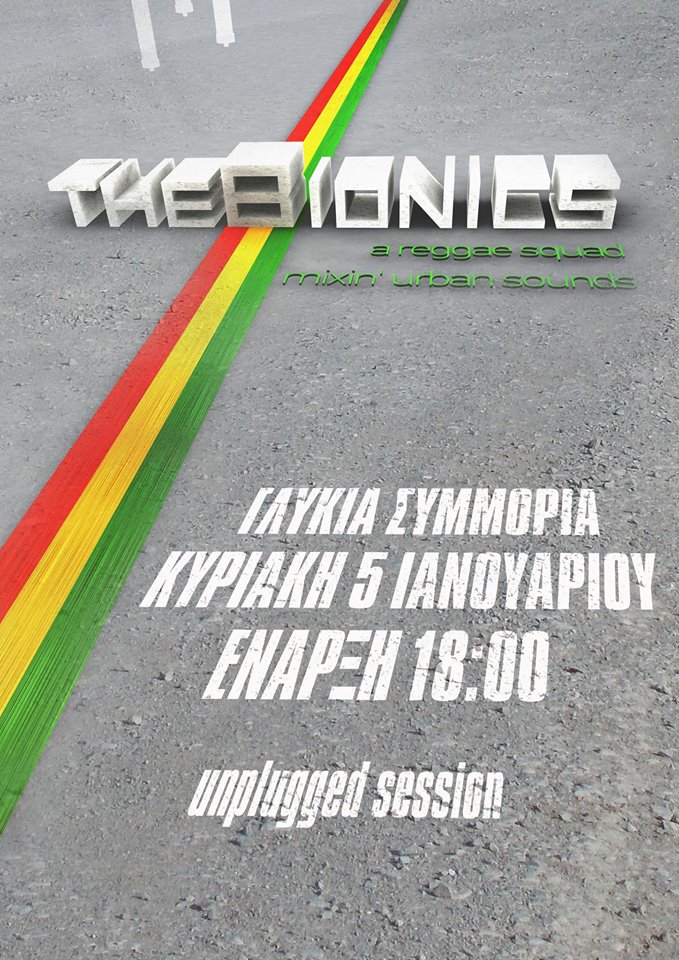 THEBIONICS
a reggae squad
mixin' urban sounds
ΓΛΥΚΙΑ ΣΥΜΜΟΡΙΑ
ΚΥΡΙΑΚΗ 5 ΙΑΝΟΥΑΡΙΟΥ
ΕΝΑΡΞΗ 18:00
unplugged session